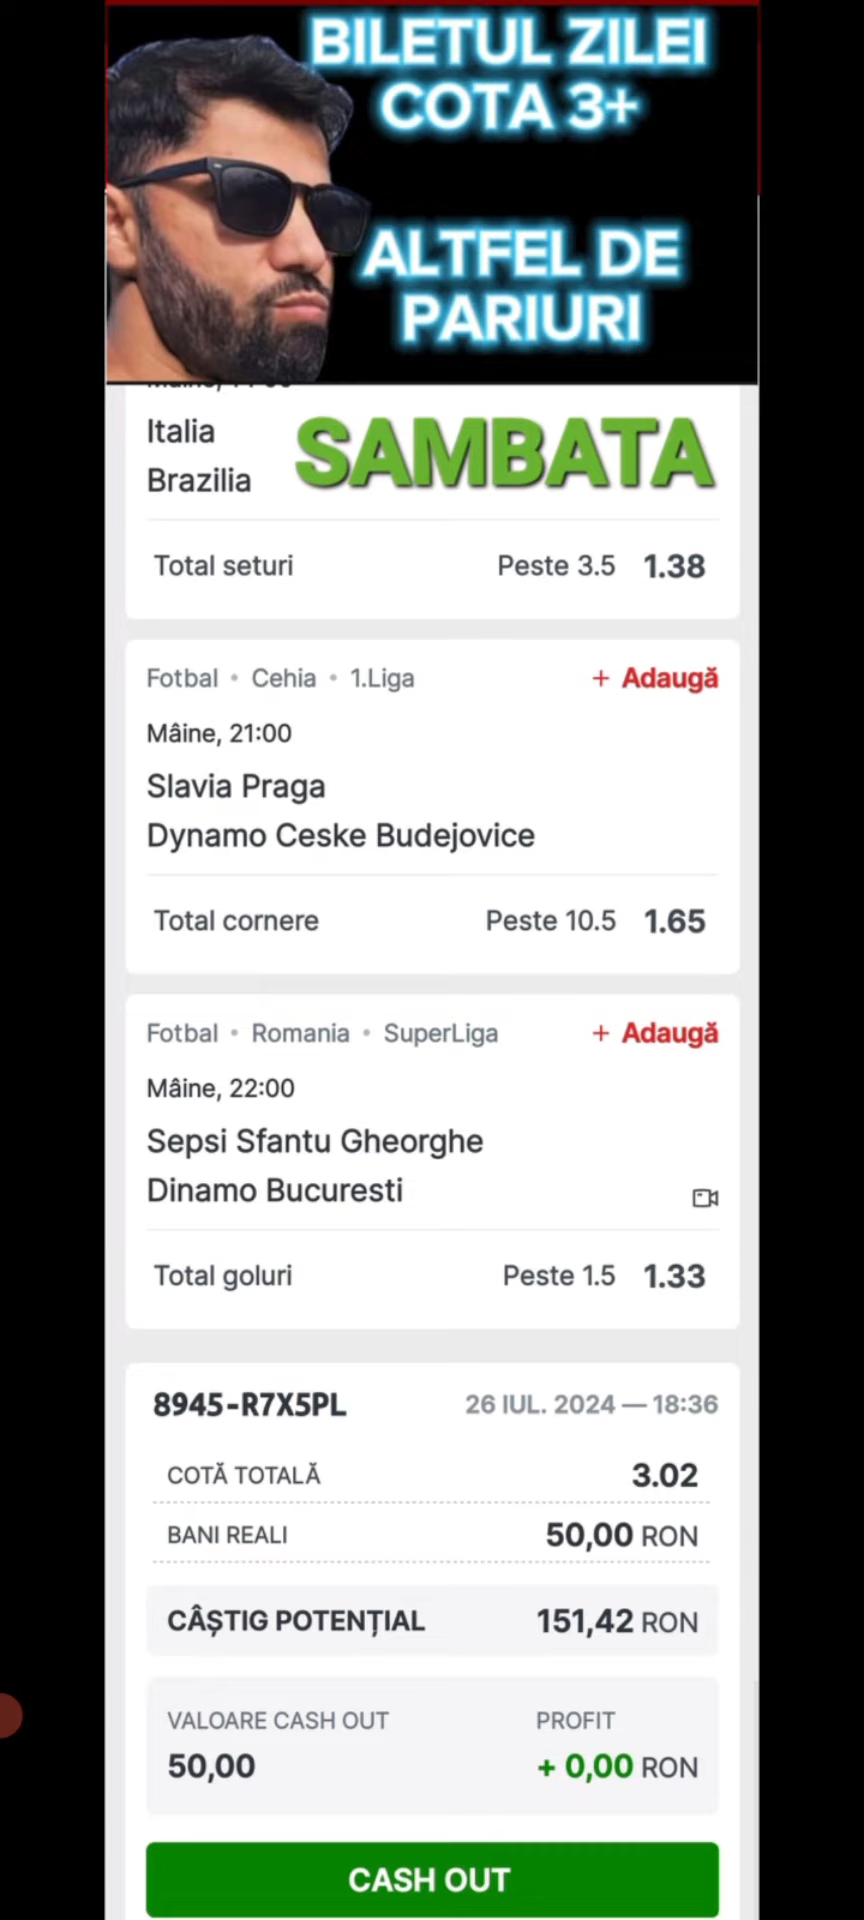 BILETUL ZILEI
COTA 3+
ALTFEL DE
PARIURI
Italia
SAMBATA
Brazilia
Total seturi Peste 3.5 1.38
Fotbal • Cehia • 1.Liga + Adaugă
Mâine, 21:00
Slavia Praga
Dynamo Ceske Budejovice
Total cornere Peste 10.5 1.65
Fotbal • Romania • SuperLiga + Adaugă
Mâine, 22:00
Sepsi Sfantu Gheorghe
Dinamo Bucuresti
Total goluri Peste 1.5 1.33
8945-R7X5PL 26 IUL. 2024 — 18:36
COTĂ TOTALĂ 3.02
BANI REALI 50,00 RON
CÂȘTIG POTENȚIAL 151,42 RON
VALOARE CASH OUT PROFIT
50,00 + 0,00 RON
CASH OUT